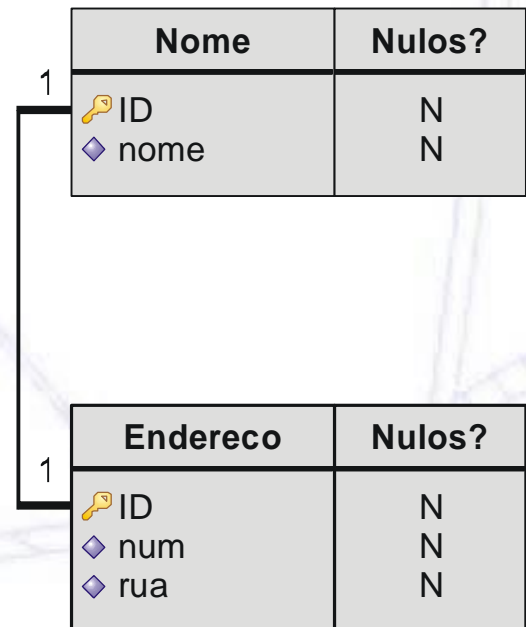 Nome Nulos?
1
ID N
nome N
Endereco Nulos?
1
ID N
num N
rua N